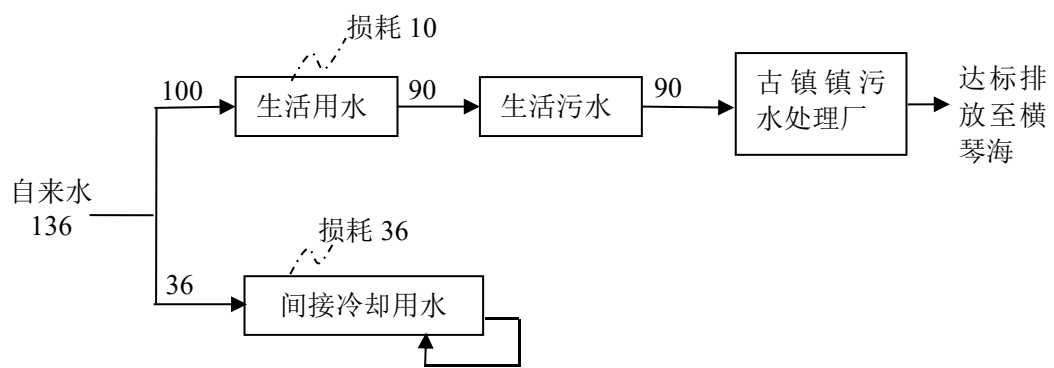 损耗 10
100
生活用水
90
生活污水
90
古镇镇污
水处理厂
达标排
放至横
琴海
自来水
136
损耗 36
36
间接冷却用水